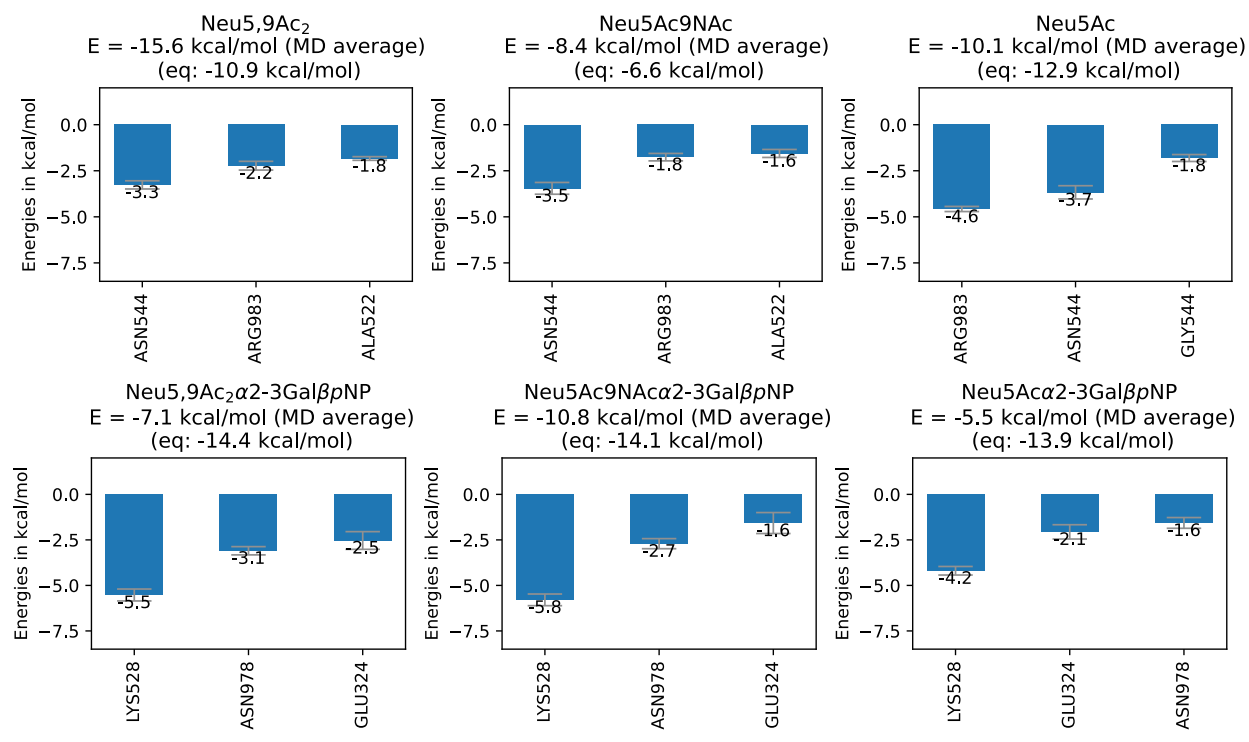 Neu5,9Ac₂
E = -15.6 kcal/mol (MD average)
(eq: -10.9 kcal/mol)
Energies in kcal/mol
0.0
−2.5
−5.0
−7.5
-3.3
-2.2
-1.8
ASN544
ARG983
ALA522
Neu5Ac9NAc
E = -8.4 kcal/mol (MD average)
(eq: -6.6 kcal/mol)
Energies in kcal/mol
0.0
−2.5
−5.0
−7.5
-3.5
-1.8
-1.6
ASN544
ARG983
ALA522
Neu5Ac
E = -10.1 kcal/mol (MD average)
(eq: -12.9 kcal/mol)
Energies in kcal/mol
0.0
−2.5
−5.0
−7.5
-4.6
-3.7
-1.8
ARG983
ASN544
GLY544
Neu5,9Ac₂α2-3GalβpNP
E = -7.1 kcal/mol (MD average)
(eq: -14.4 kcal/mol)
Energies in kcal/mol
0.0
−2.5
−5.0
−7.5
-5.5
-3.1
-2.5
LYS528
ASN978
GLU324
Neu5Ac9NAcα2-3GalβpNP
E = -10.8 kcal/mol (MD average)
(eq: -14.1 kcal/mol)
Energies in kcal/mol
0.0
−2.5
−5.0
−7.5
-5.8
-2.7
-1.6
LYS528
ASN978
GLU324
Neu5Acα2-3GalβpNP
E = -5.5 kcal/mol (MD average)
(eq: -13.9 kcal/mol)
Energies in kcal/mol
0.0
−2.5
−5.0
−7.5
-4.2
-2.1
-1.6
LYS528
GLU324
ASN978